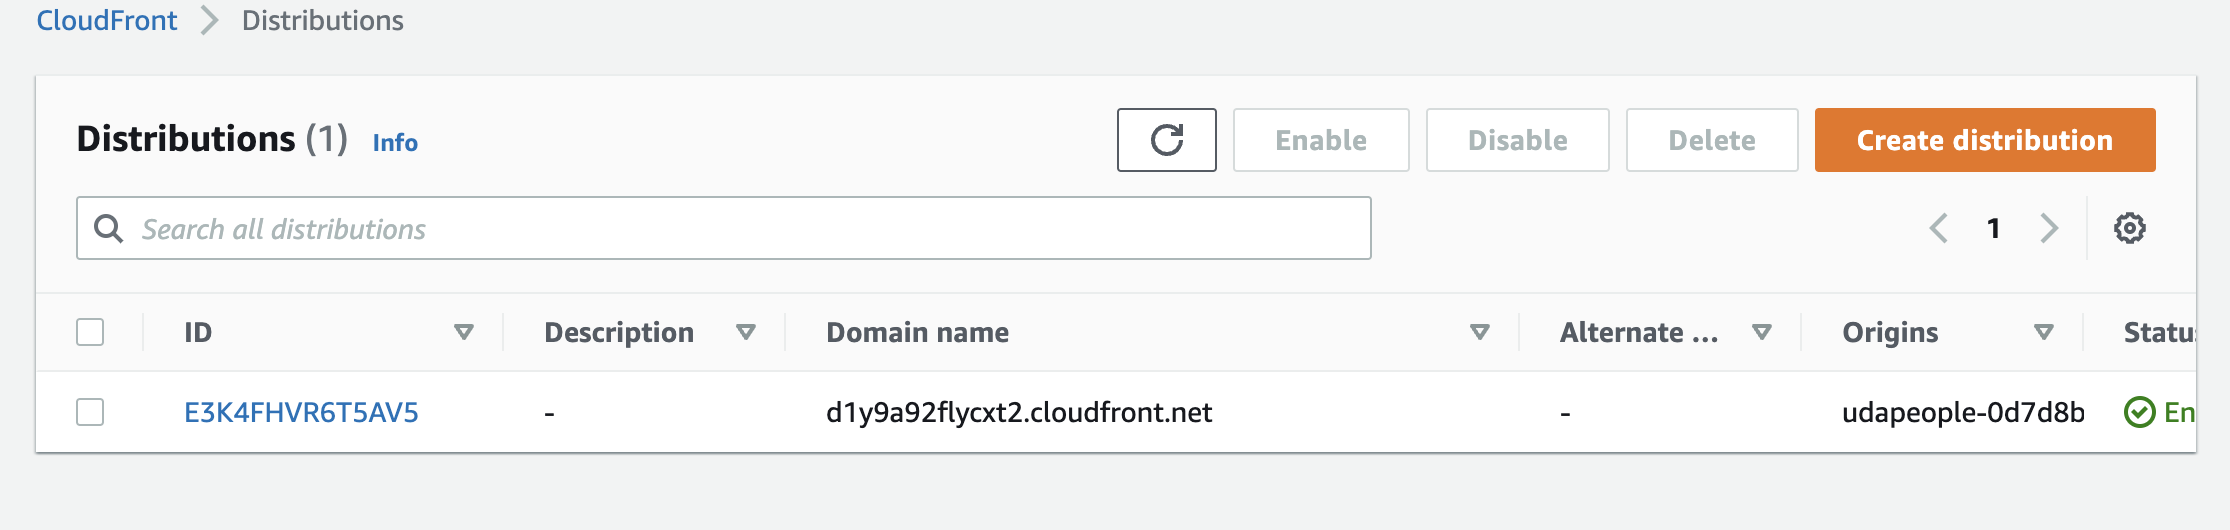 CloudFront > Distributions
Distributions (1) Info Enable Disable Delete Create distribution
Search all distributions 1
ID Description Domain name Alternate ... Origins Statu
E3K4FHVR6T5AV5 - d1y9a92flycxt2.cloudfront.net - udapeople-0d7d8b En